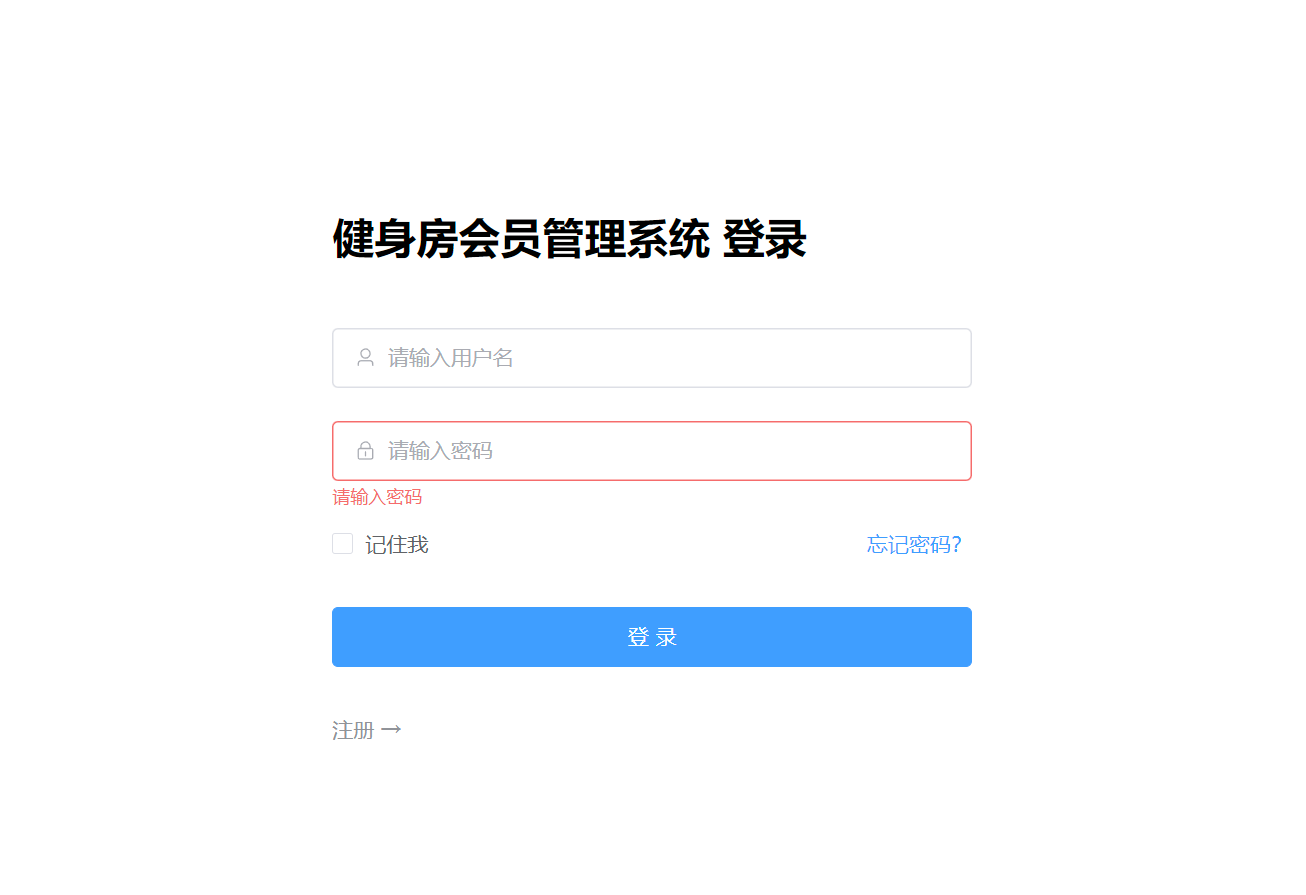 健身房会员管理系统 登录
请输入用户名
请输入密码
请输入密码
记住我
忘记密码?
登 录
注册 →